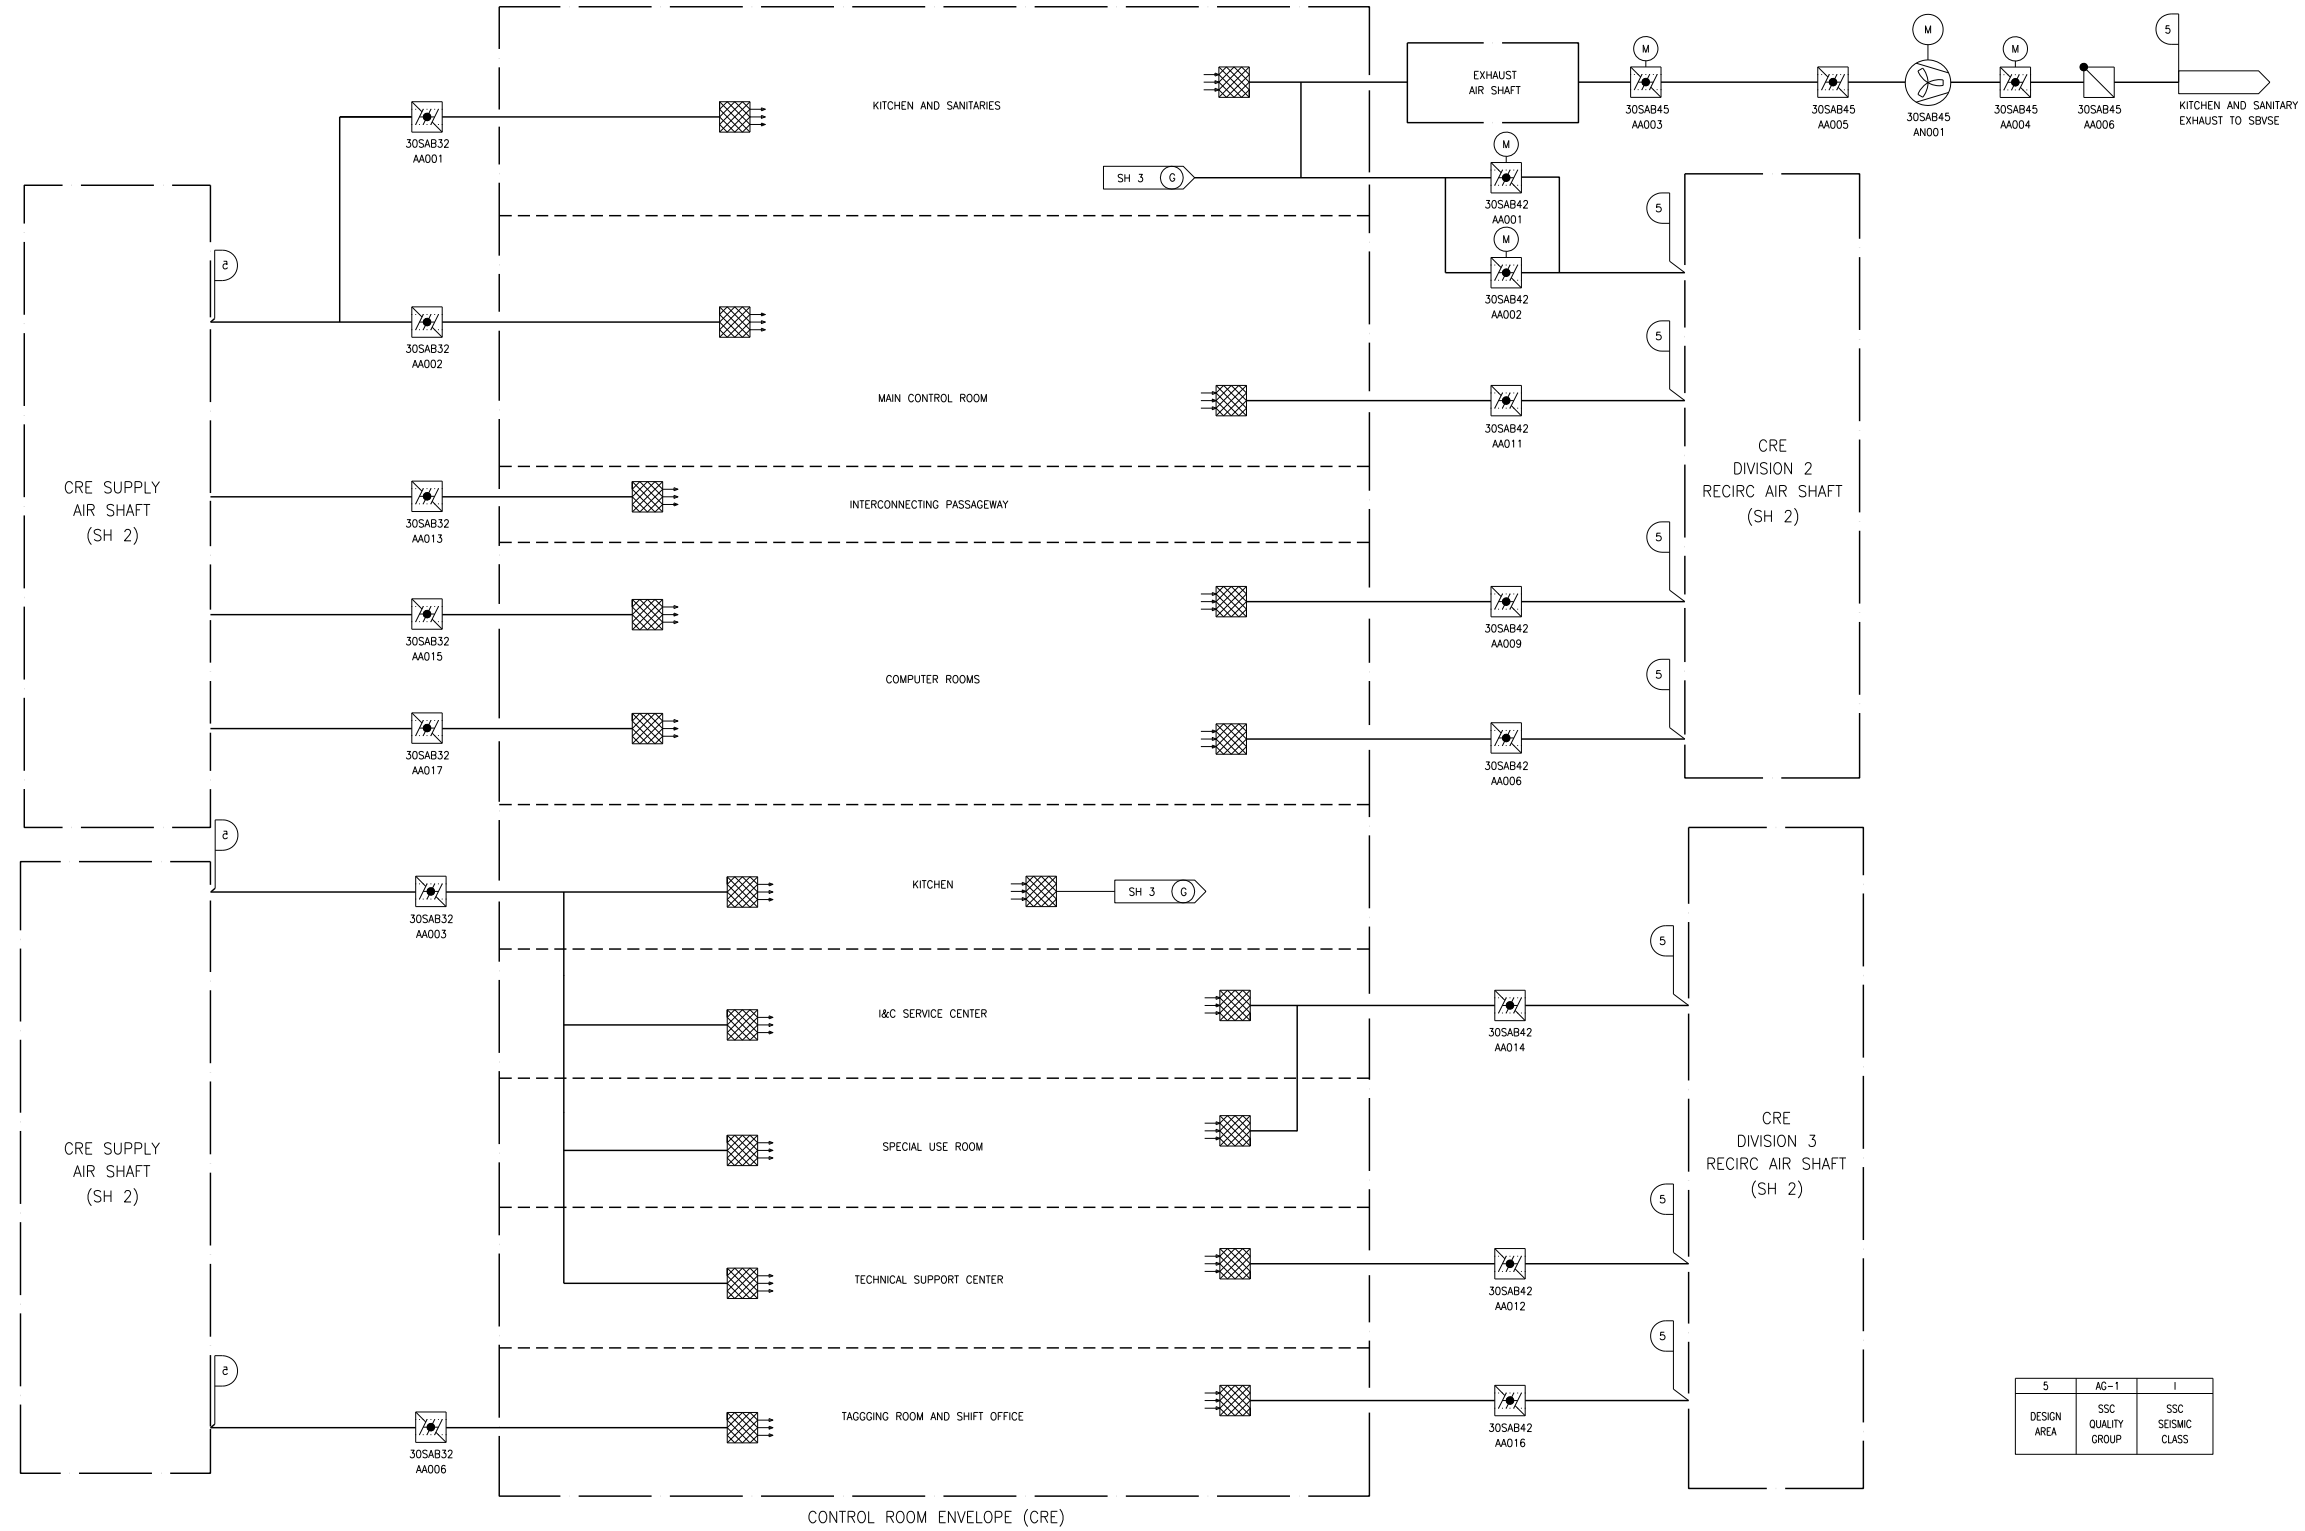 M
M
M
5
EXHAUST
AIR SHAFT
KITCHEN AND SANITARIES
30SAB45
AA003
30SAB45
AA005
30SAB45
AN001
30SAB45
AA004
30SAB45
AA006
KITCHEN AND SANITARY
EXHAUST TO SBVSE
30SAB32
AA001
M
SH 3 G
30SAB42
AA001
5
M
5
30SAB42
AA002
30SAB32
AA002
5
MAIN CONTROL ROOM
30SAB42
AA011
CRE SUPPLY
AIR SHAFT
(SH 2)
CRE
DIVISION 2
RECIRC AIR SHAFT
(SH 2)
INTERCONNECTING PASSAGEWAY
30SAB32
AA013
5
30SAB42
AA009
30SAB32
AA015
COMPUTER ROOMS
5
30SAB32
AA017
30SAB42
AA006
5
KITCHEN
SH 3 G
30SAB32
AA003
5
I&C SERVICE CENTER
30SAB42
AA014
CRE SUPPLY
AIR SHAFT
(SH 2)
SPECIAL USE ROOM
CRE
DIVISION 3
RECIRC AIR SHAFT
(SH 2)
5
TECHNICAL SUPPORT CENTER
30SAB42
AA012
5
5
TAGGGING ROOM AND SHIFT OFFICE
30SAB42
AA016
30SAB32
AA006
5 AG-1 I
DESIGN
AREA
SSC
QUALITY
GROUP
SSC
SEISMIC
CLASS
CONTROL ROOM ENVELOPE (CRE)